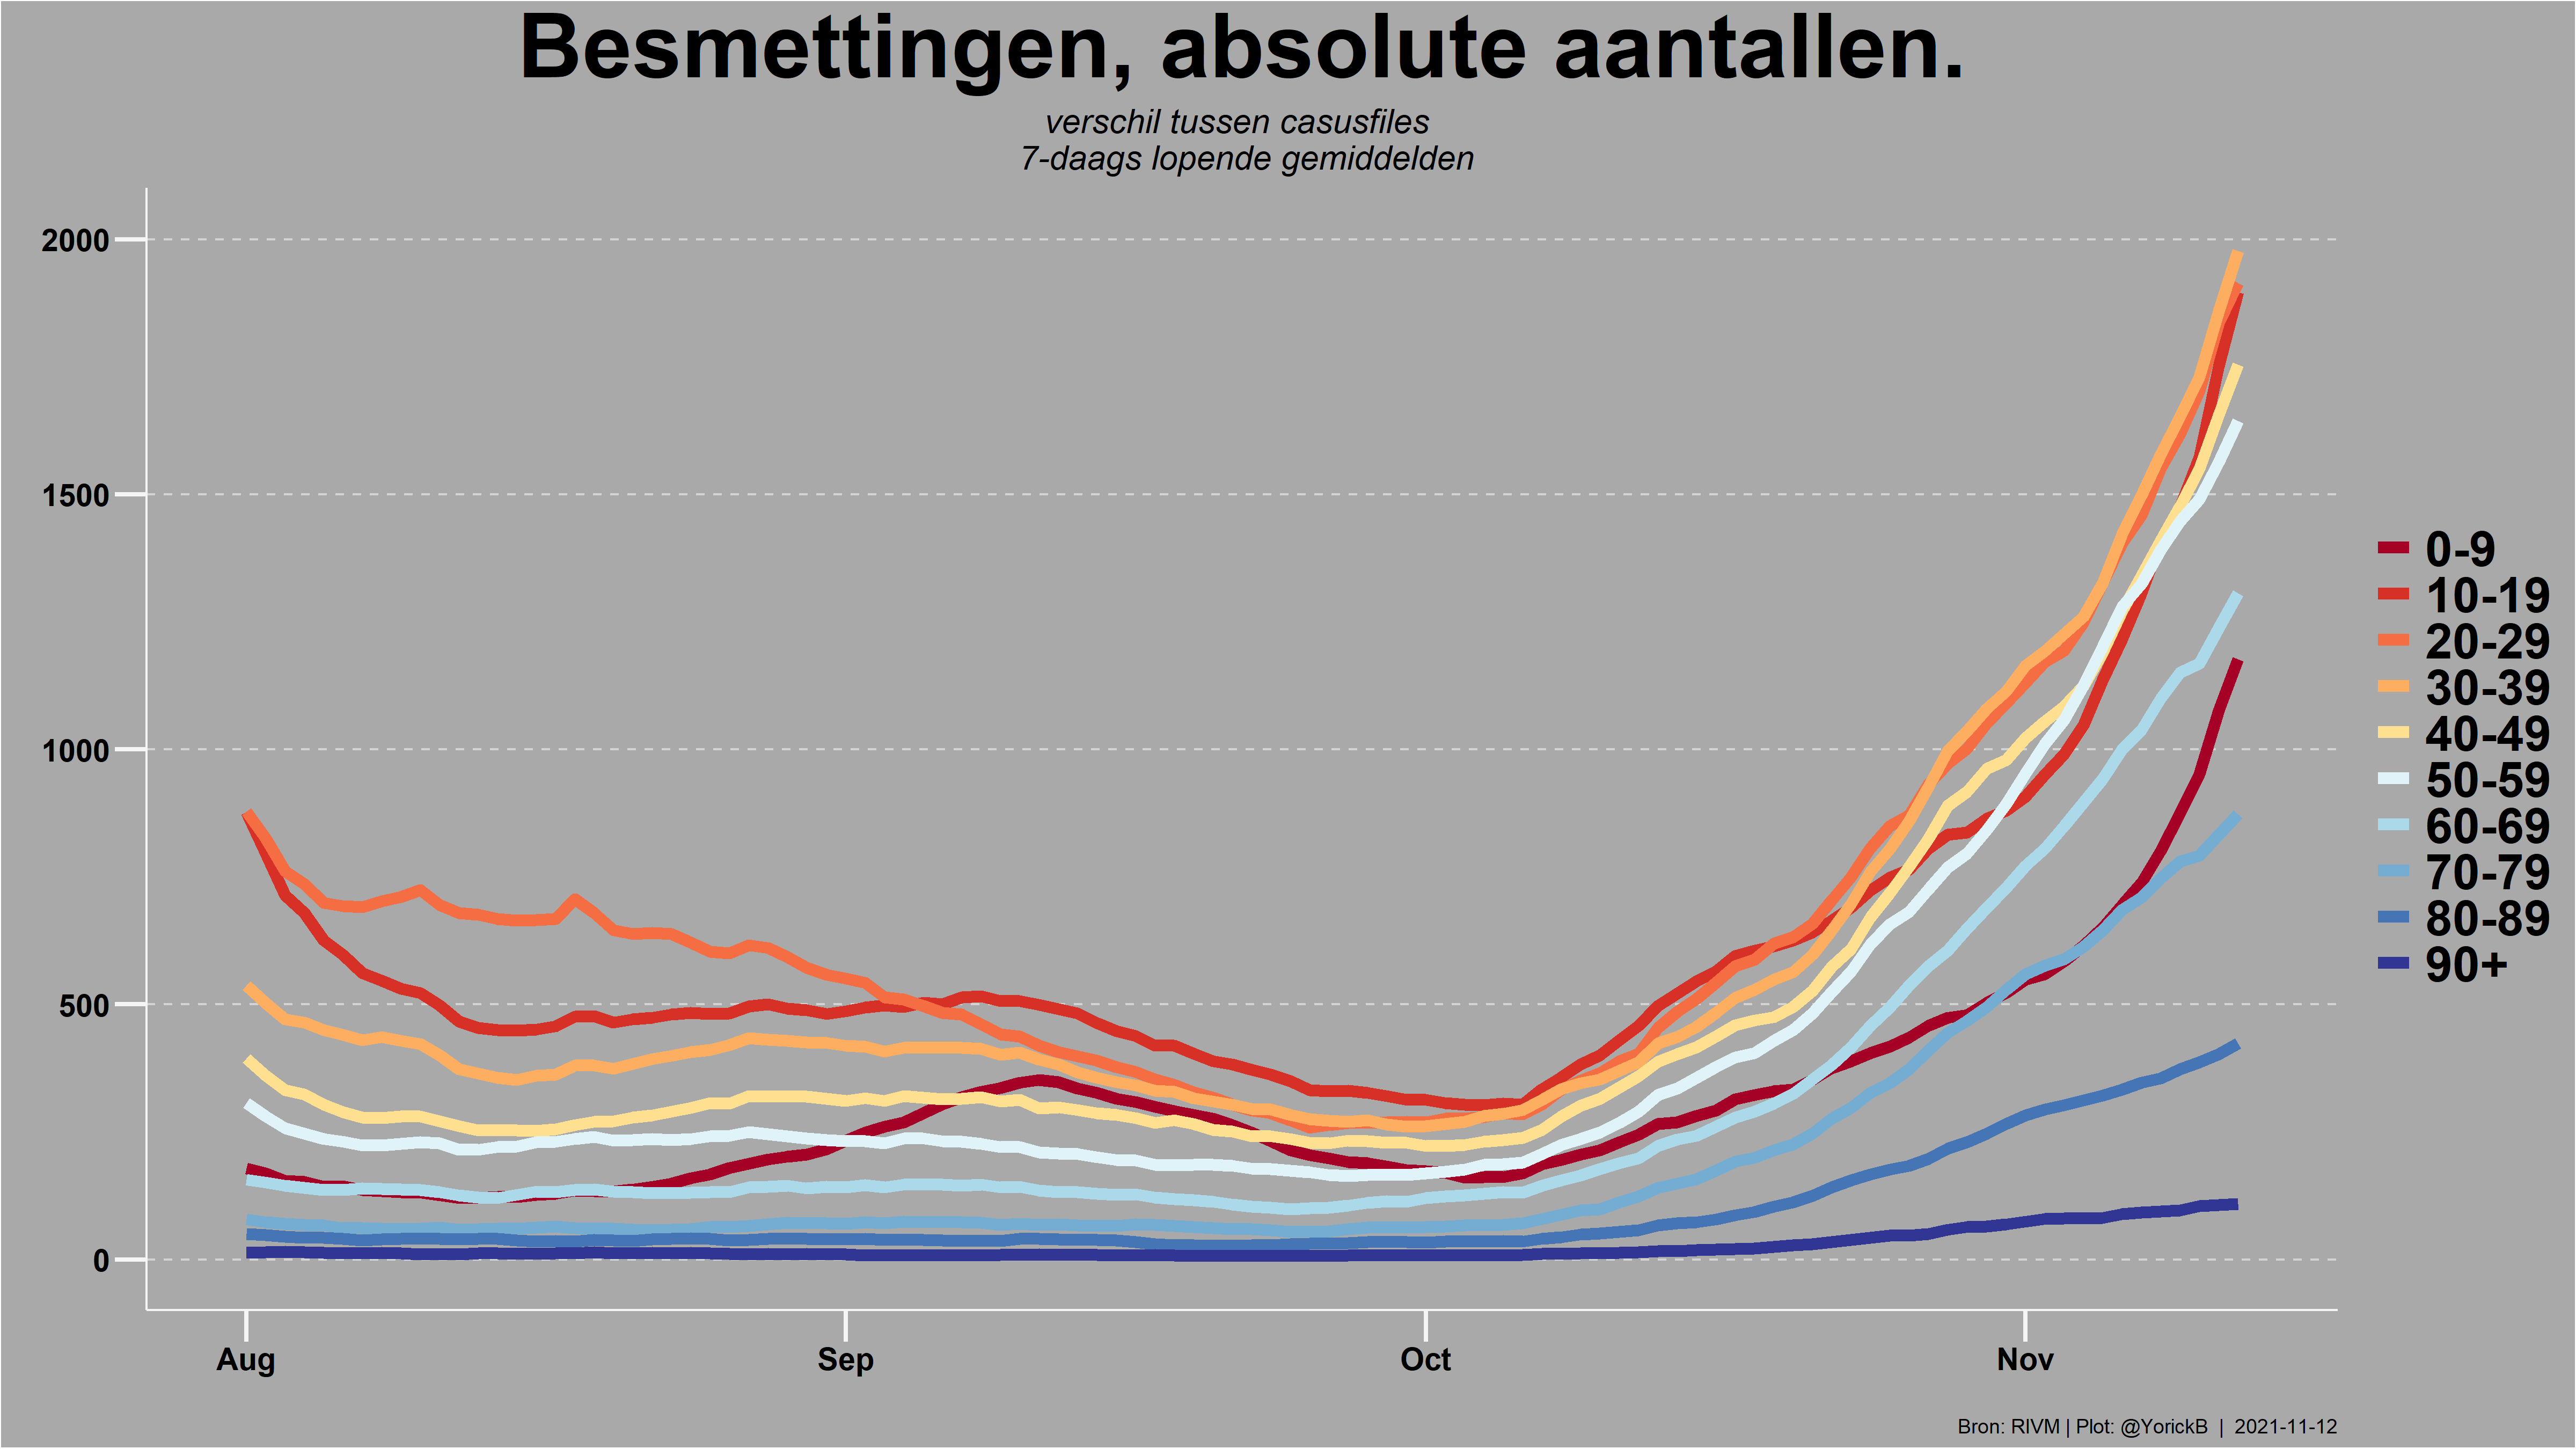 Besmettingen, absolute aantallen.
verschil tussen casusfiles
7-daags lopende gemiddelden
2000
1500
1000
500
0
0-9
10-19
20-29
30-39
40-49
50-59
60-69
70-79
80-89
90+
Aug
Sep
Oct
Nov
Bron: RIVM | Plot: @YorickB | 2021-11-12